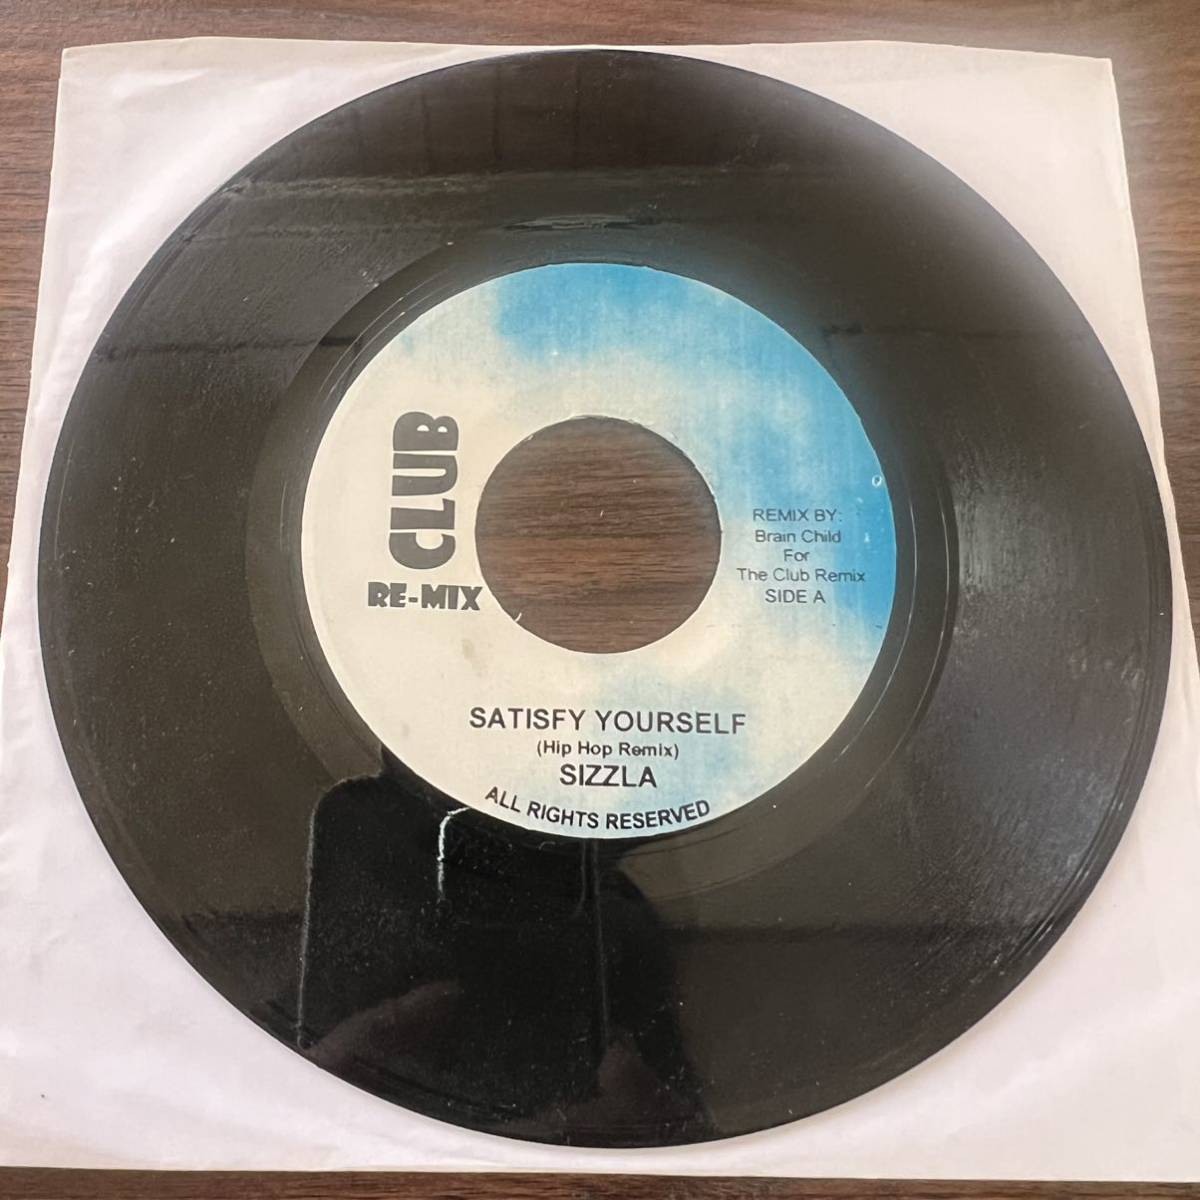 CLUB
RE-MIX
REMIX BY:
Brain Child
For
The Club Remix
SIDE A
SATISFY YOURSELF
(Hip Hop Remix)
SIZZLA
ALL RIGHTS RESERVED